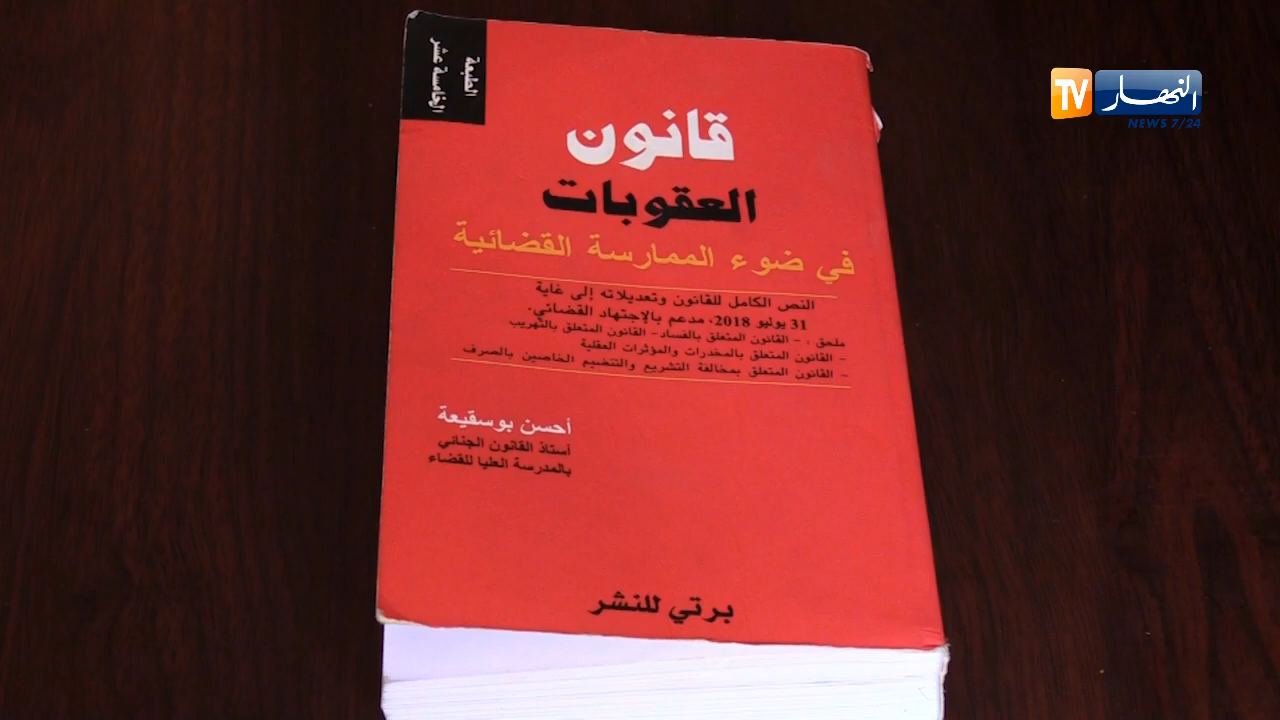 الطبعة
الخامسة عشر
قانون
العقوبات
في ضوء الممارسة القضائية
النص الكامل للقانون وتعديلاته إلى غاية
31 يوليو 2018، مدعم بالإجتهاد القضائي.
ملحق : - القانون المتعلق بالفساد- القانون المتعلق بالتهريب
- القانون المتعلق بالمخدرات والمؤثرات العقلية
- القانون المتعلق بمخالفة التشريع والتنضيم الخاصين بالصرف
أحسن بوسقيعة
أستاذ القانون الجنائي
بالمدرسة العليا للقضاء
برتي للنشر
النهار TV
NEWS 7/24